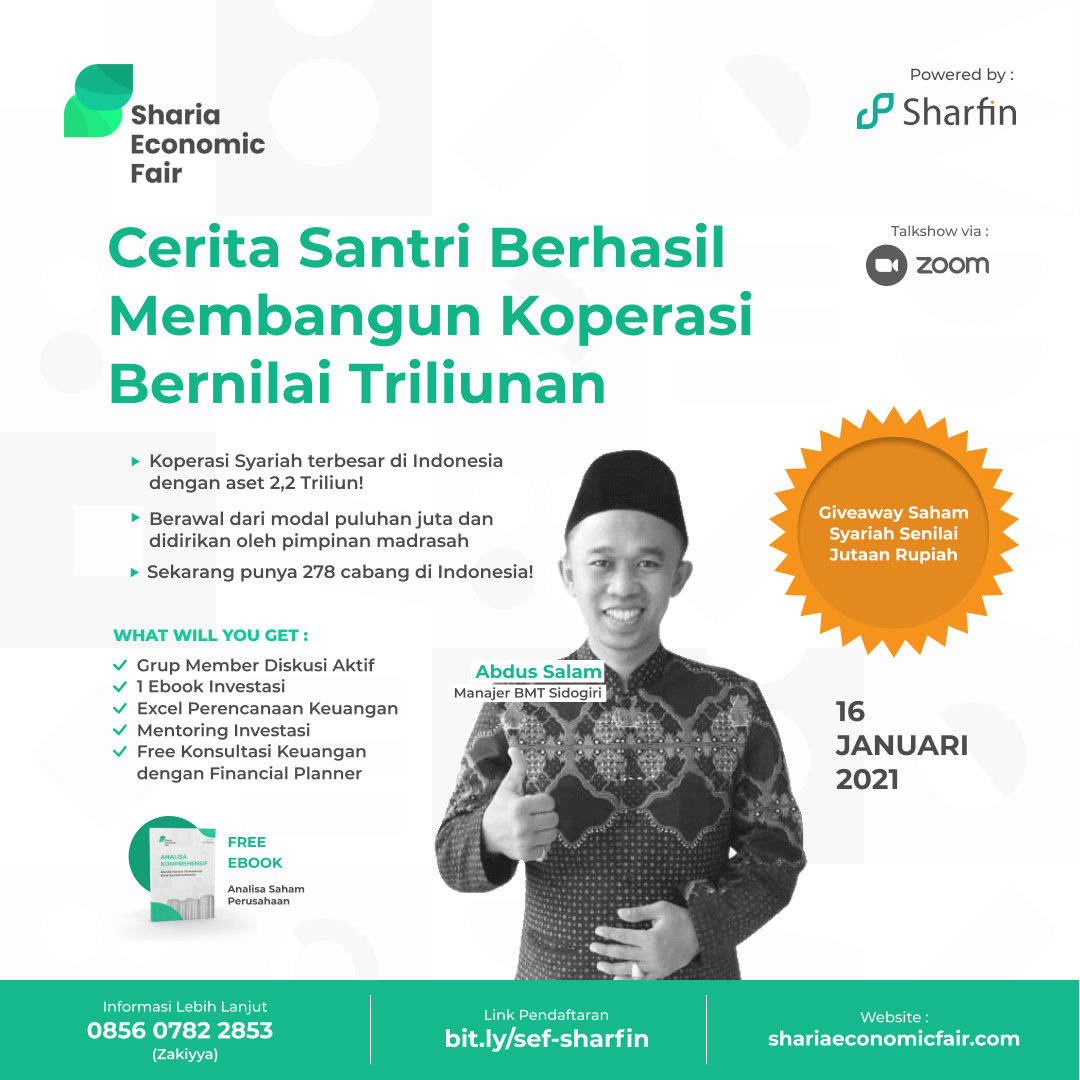 Sharia
Economic
Fair
Powered by :
Sharfin
Cerita Santri Berhasil
Membangun Koperasi
Bernilai Triliunan
Talkshow via :
zoom
Koperasi Syariah terbesar di Indonesia
dengan aset 2,2 Triliun!
Berawal dari modal puluhan juta dan
didirikan oleh pimpinan madrasah
Sekarang punya 278 cabang di Indonesia!
Giveaway Saham
Syariah Senilai
Jutaan Rupiah
WHAT WILL YOU GET :
Grup Member Diskusi Aktif
1 Ebook Investasi
Excel Perencanaan Keuangan
Mentoring Investasi
Free Konsultasi Keuangan
dengan Financial Planner
Abdus Salam
Manajer BMT Sidogiri
16
JANUARI
2021
Sharia
Economic
Fair
ANALISA
KOMPREHENSIF
FREE
EBOOK
Analisa Saham
Perusahaan
Informasi Lebih Lanjut
0856 0782 2853
(Zakiyya)
Link Pendaftaran
bit.ly/sef-sharfin
Website :
shariaeconomicfair.com